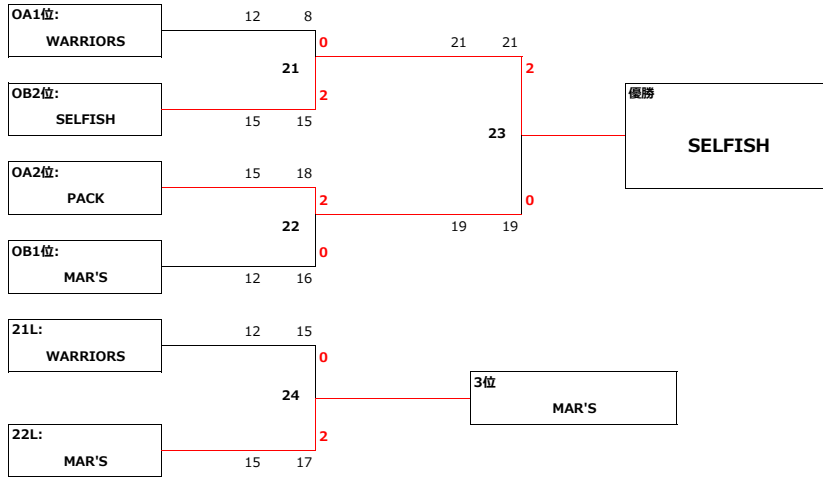 OA1位:
WARRIORS
12 8
0
21
2
OB2位:
SELFISH
15 15
21 21
2
23
0
19 19
優勝
SELFISH
OA2位:
PACK
15 18
2
22
0
OB1位:
MAR'S
12 16
21L:
WARRIORS
12 15
0
24
2
22L:
MAR'S
15 17
3位
MAR'S